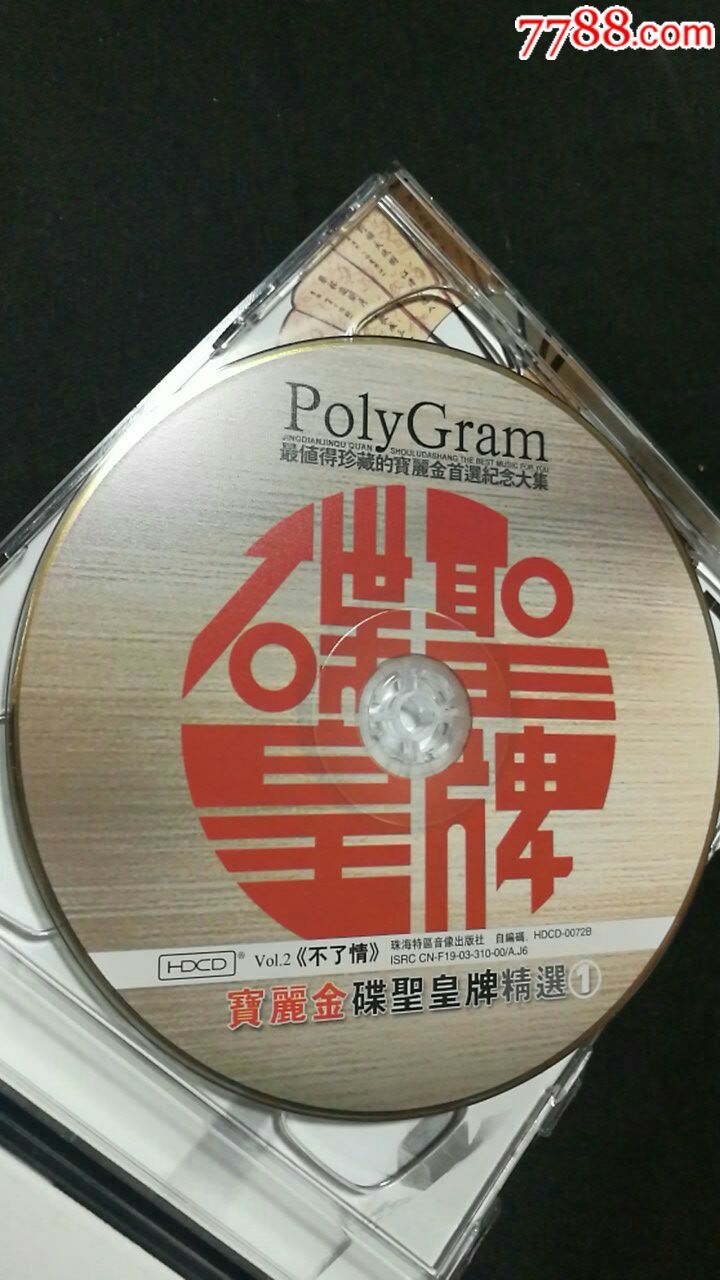 7788.com
PolyGram
JINGDIANJINQU QUAN SHOULUDASHANG THE BEST MUSIC FOR YOU
最值得珍藏的寶麗金首選紀念大集
碟聖
皇牌
HDCD® Vol.2《不了情》 珠海特區音像出版社 自編碼. HDCD-0072B
ISRC CN-F19-03-310-00/A.J6
寶麗金碟聖皇牌精選①